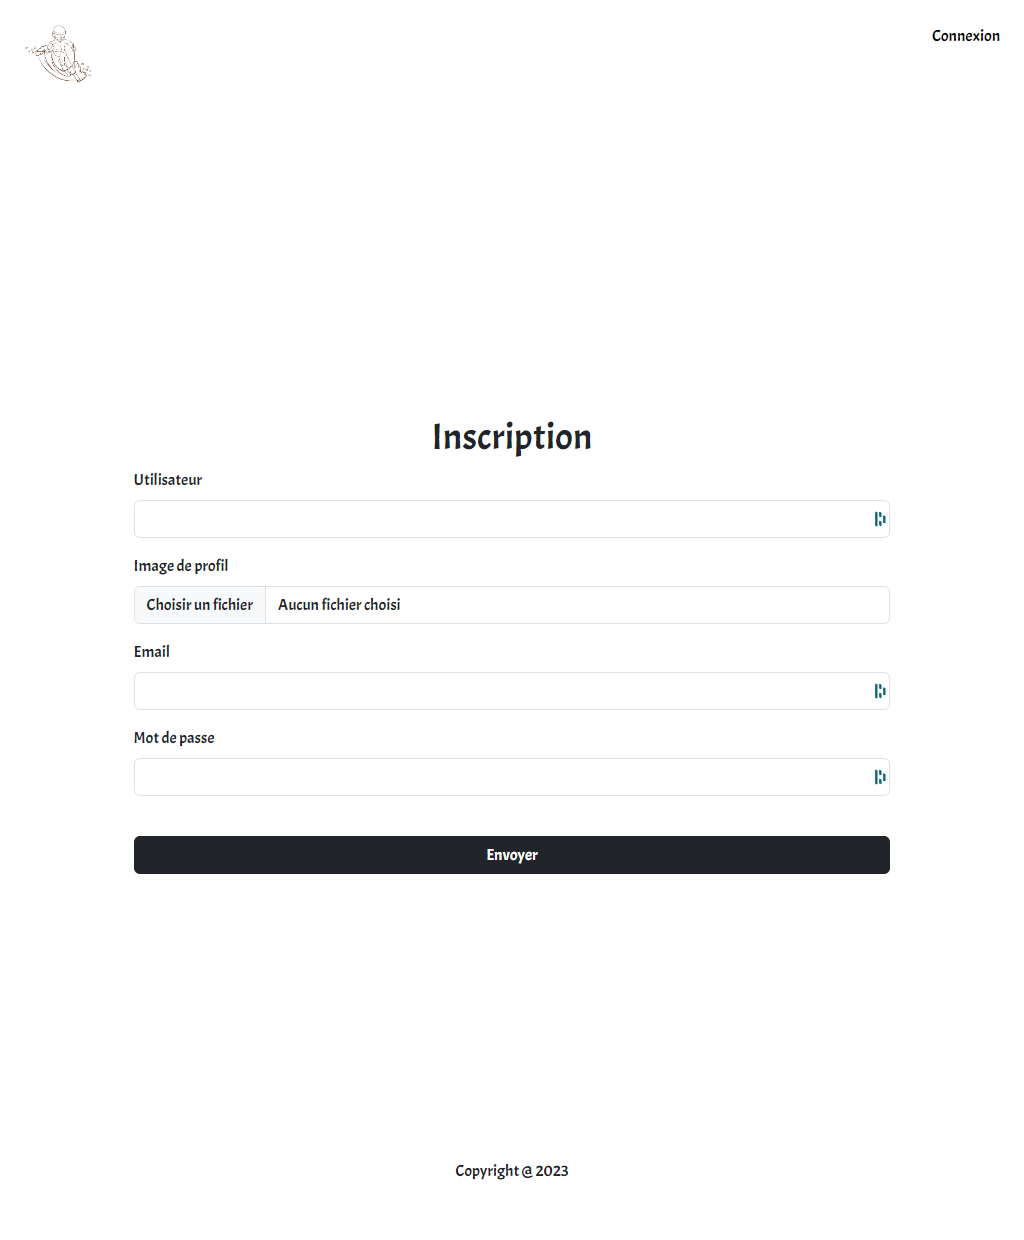 Connexion
Inscription
Utilisateur
Image de profil
Choisir un fichier Aucun fichier choisi
Email
Mot de passe
Envoyer
Copyright @ 2023